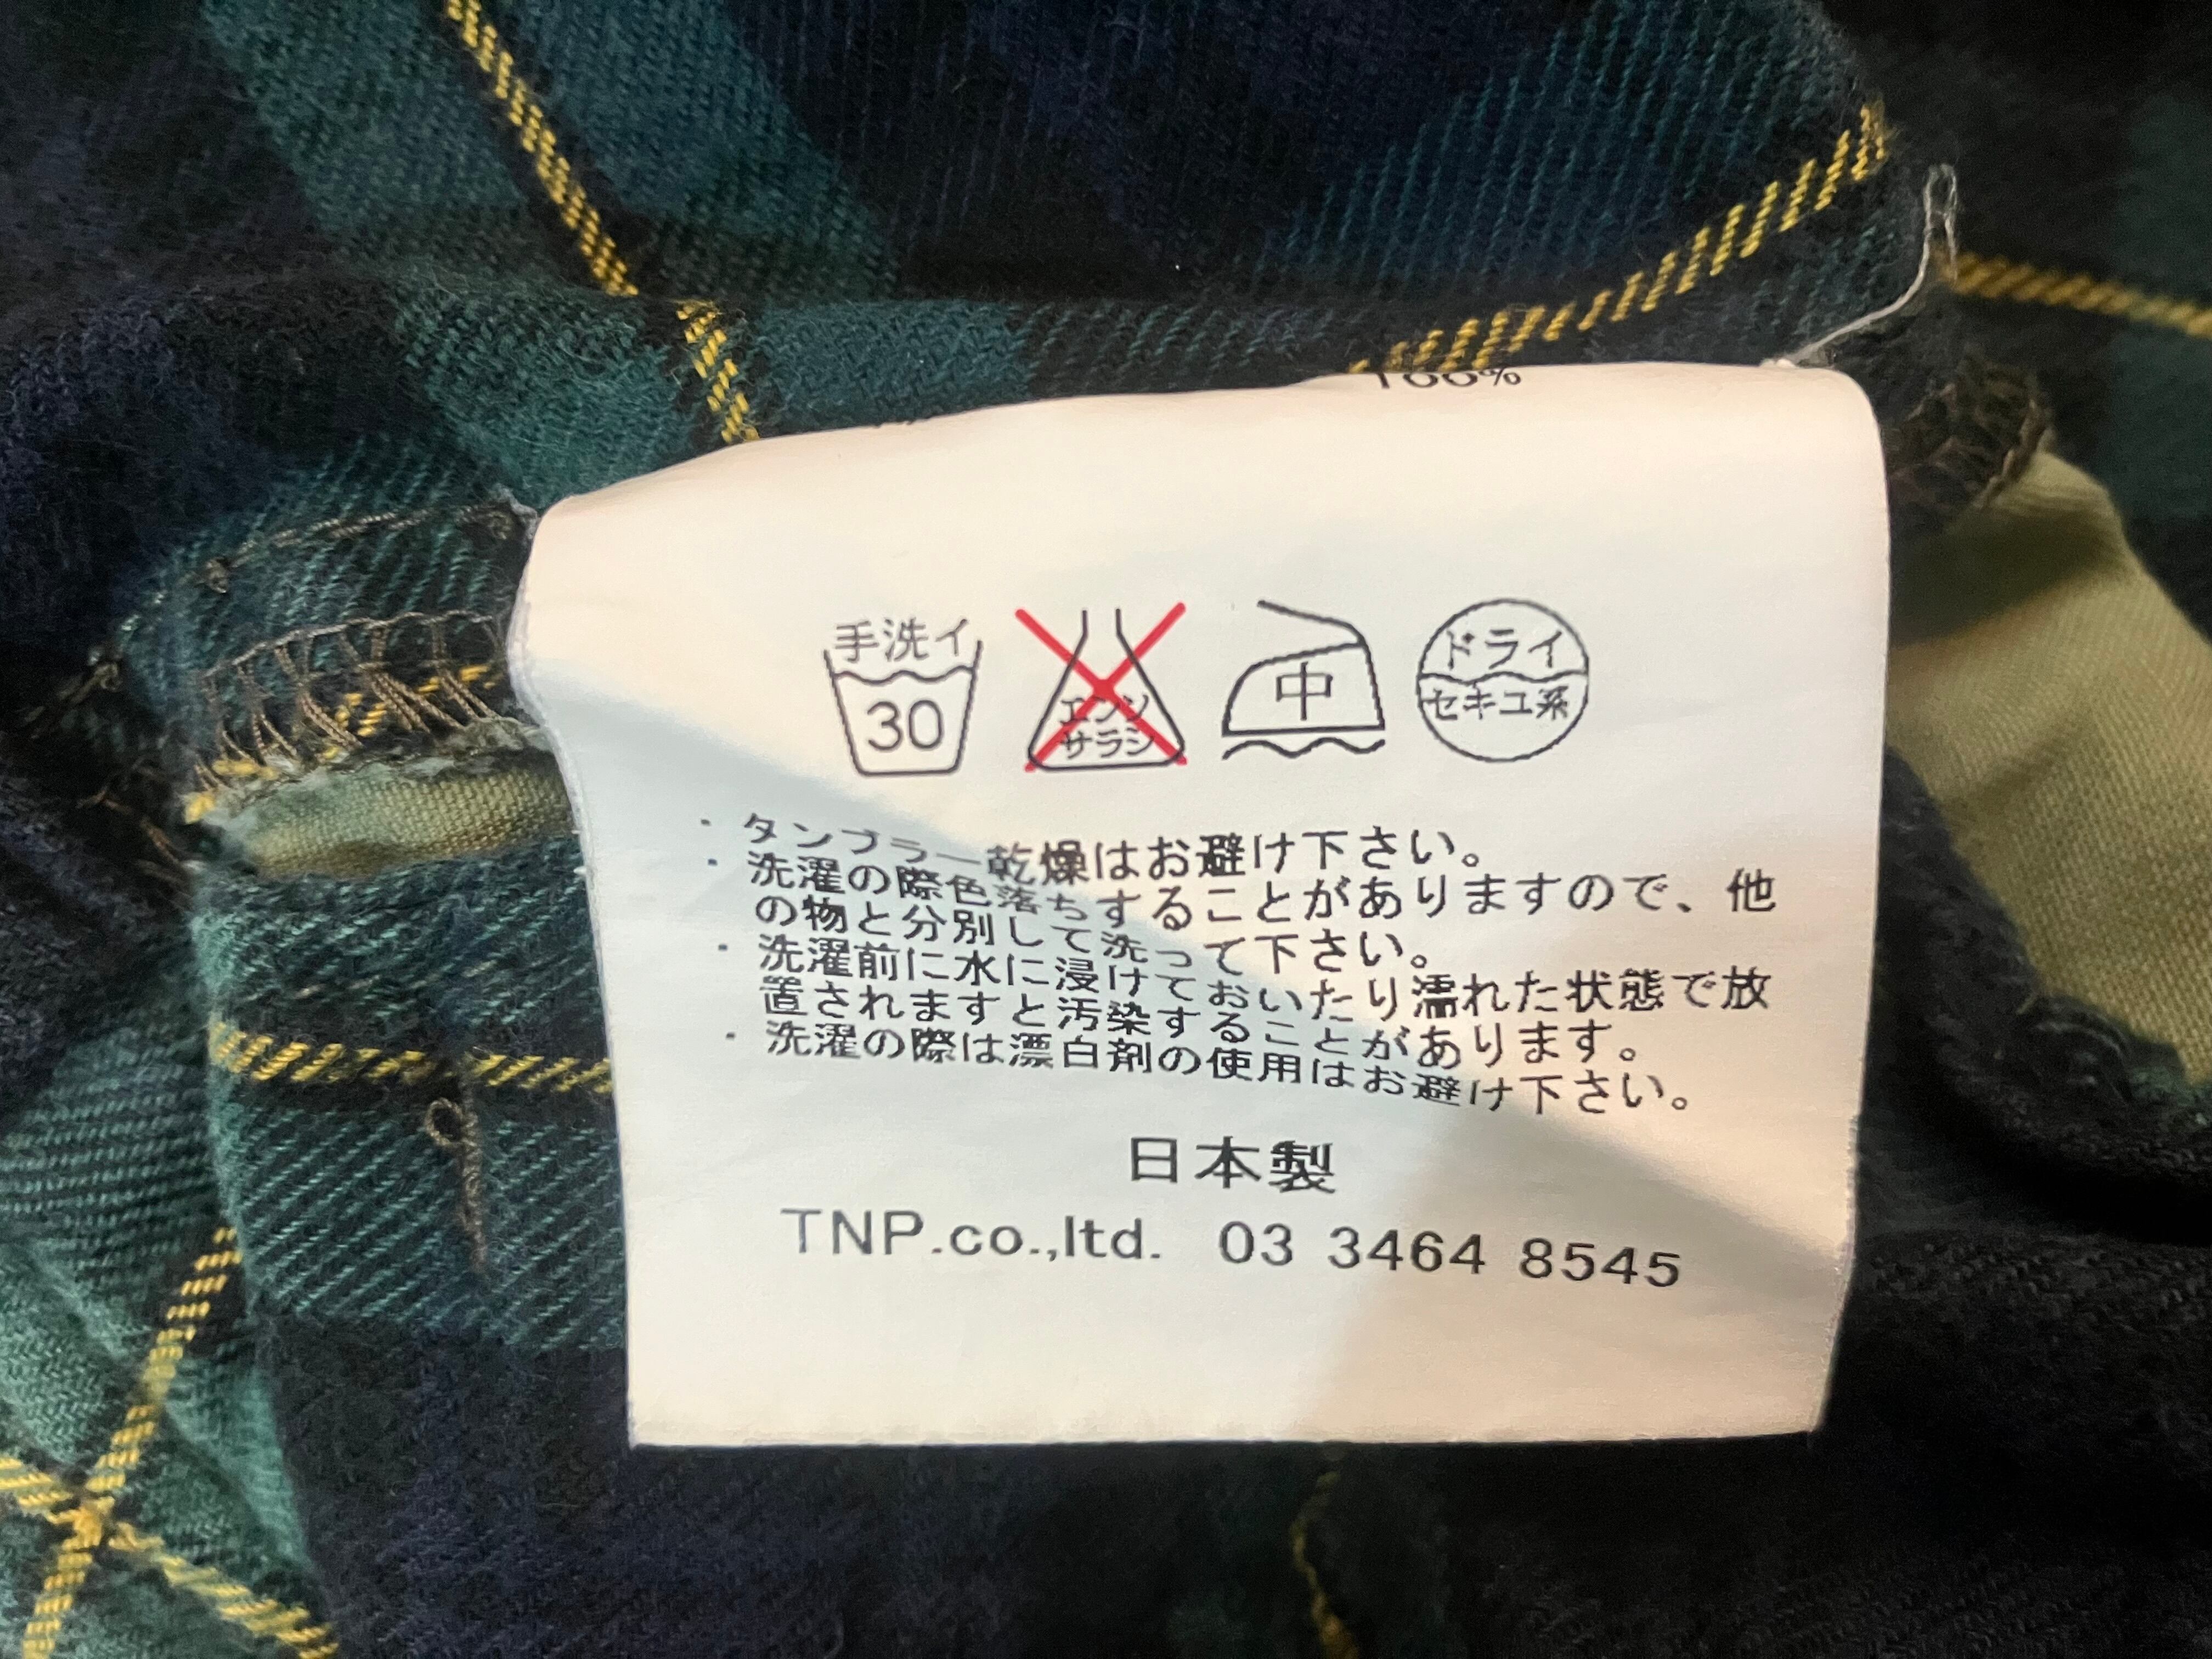 100%
手洗イ
30
エンソ
サラシ
中
ドライ
セキユ系
・タンブラー乾燥はお避け下さい。
・洗濯の際色落ちすることがありますので、他
の物と分別して洗って下さい。
・洗濯前に水に浸けておいたり濡れた状態で放
置されますと汚染することがあります。
・洗濯の際は漂白剤の使用はお避け下さい。
日本製
TNP.co.,ltd. 03 3464 8545